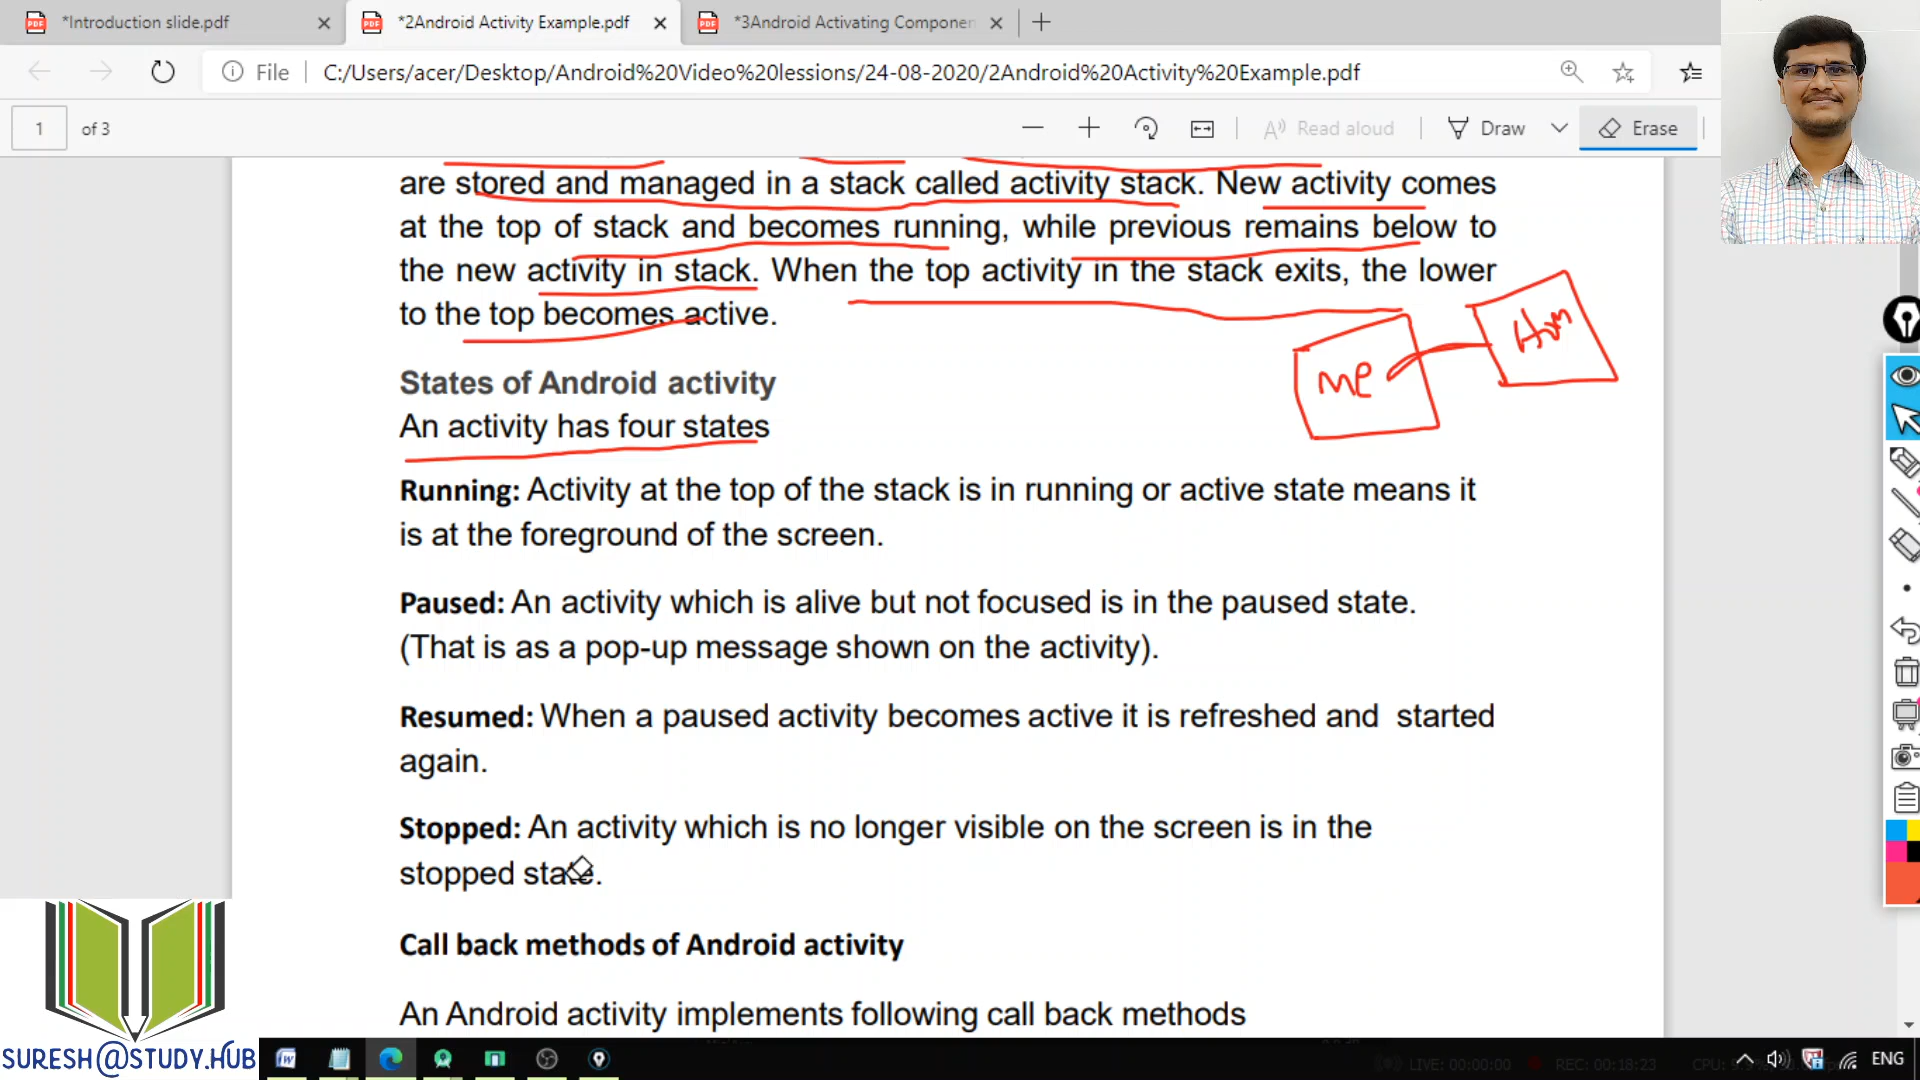 *Introduction slide.pdf
*2Android Activity Example.pdf
*3Android Activating Componen
File
C:/Users/acer/Desktop/Android%20Video%20lessions/24-08-2020/2Android%20Activity%20Example.pdf
1 of 3
Read aloud
Draw
Erase
are stored and managed in a stack called activity stack. New activity comes
at the top of stack and becomes running, while previous remains below to
the new activity in stack. When the top activity in the stack exits, the lower
to the top becomes active.
Hom
me
States of Android activity
An activity has four states
Running: Activity at the top of the stack is in running or active state means it
is at the foreground of the screen.
Paused: An activity which is alive but not focused is in the paused state.
(That is as a pop-up message shown on the activity).
Resumed: When a paused activity becomes active it is refreshed and started
again.
Stopped: An activity which is no longer visible on the screen is in the
stopped state.
Call back methods of Android activity
An Android activity implements following call back methods
SURESH@STUDY.HUB
LIVE: 00:00:00
REC: 00:18:23
ENG